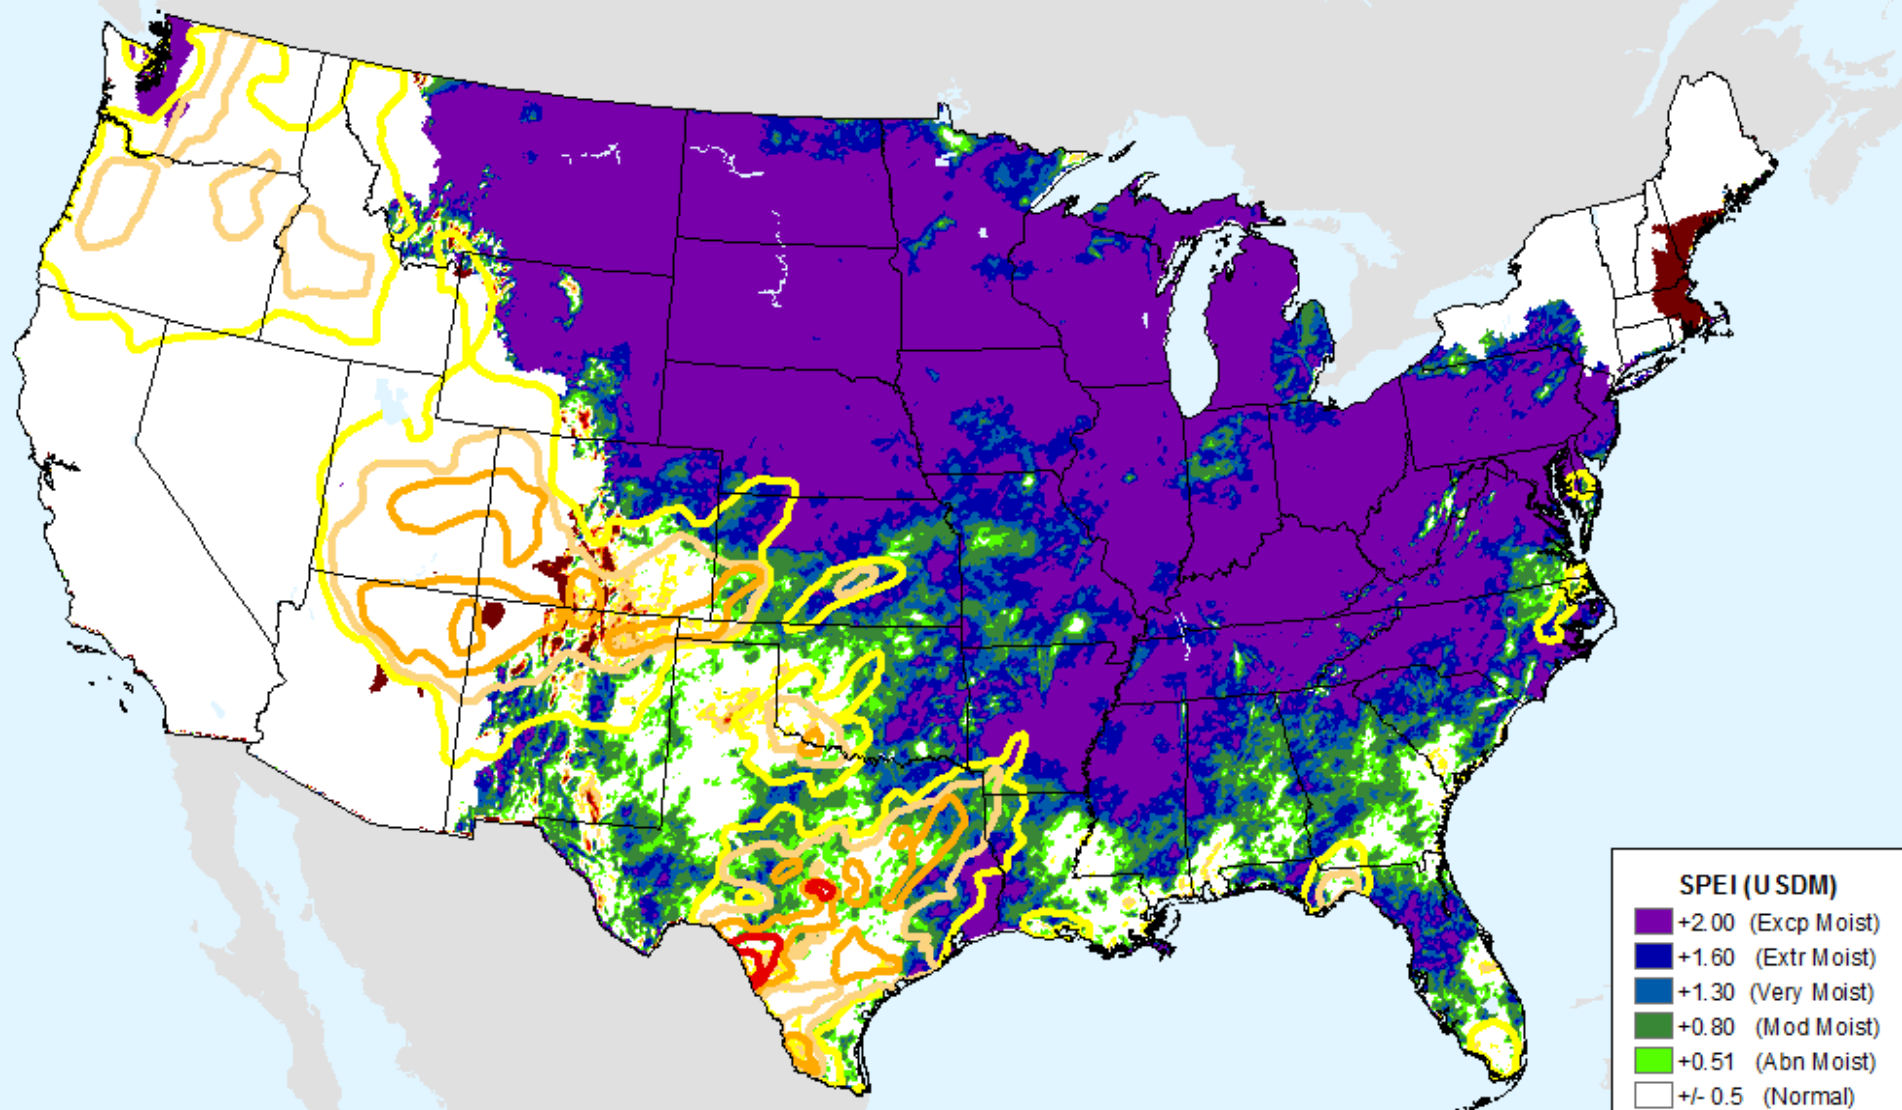 SPEI (USDM)
+2.00 (Excp Moist)
+1.60 (Extr Moist)
+1.30 (Very Moist)
+0.80 (Mod Moist)
+0.51 (Abn Moist)
+/- 0.5 (Normal)